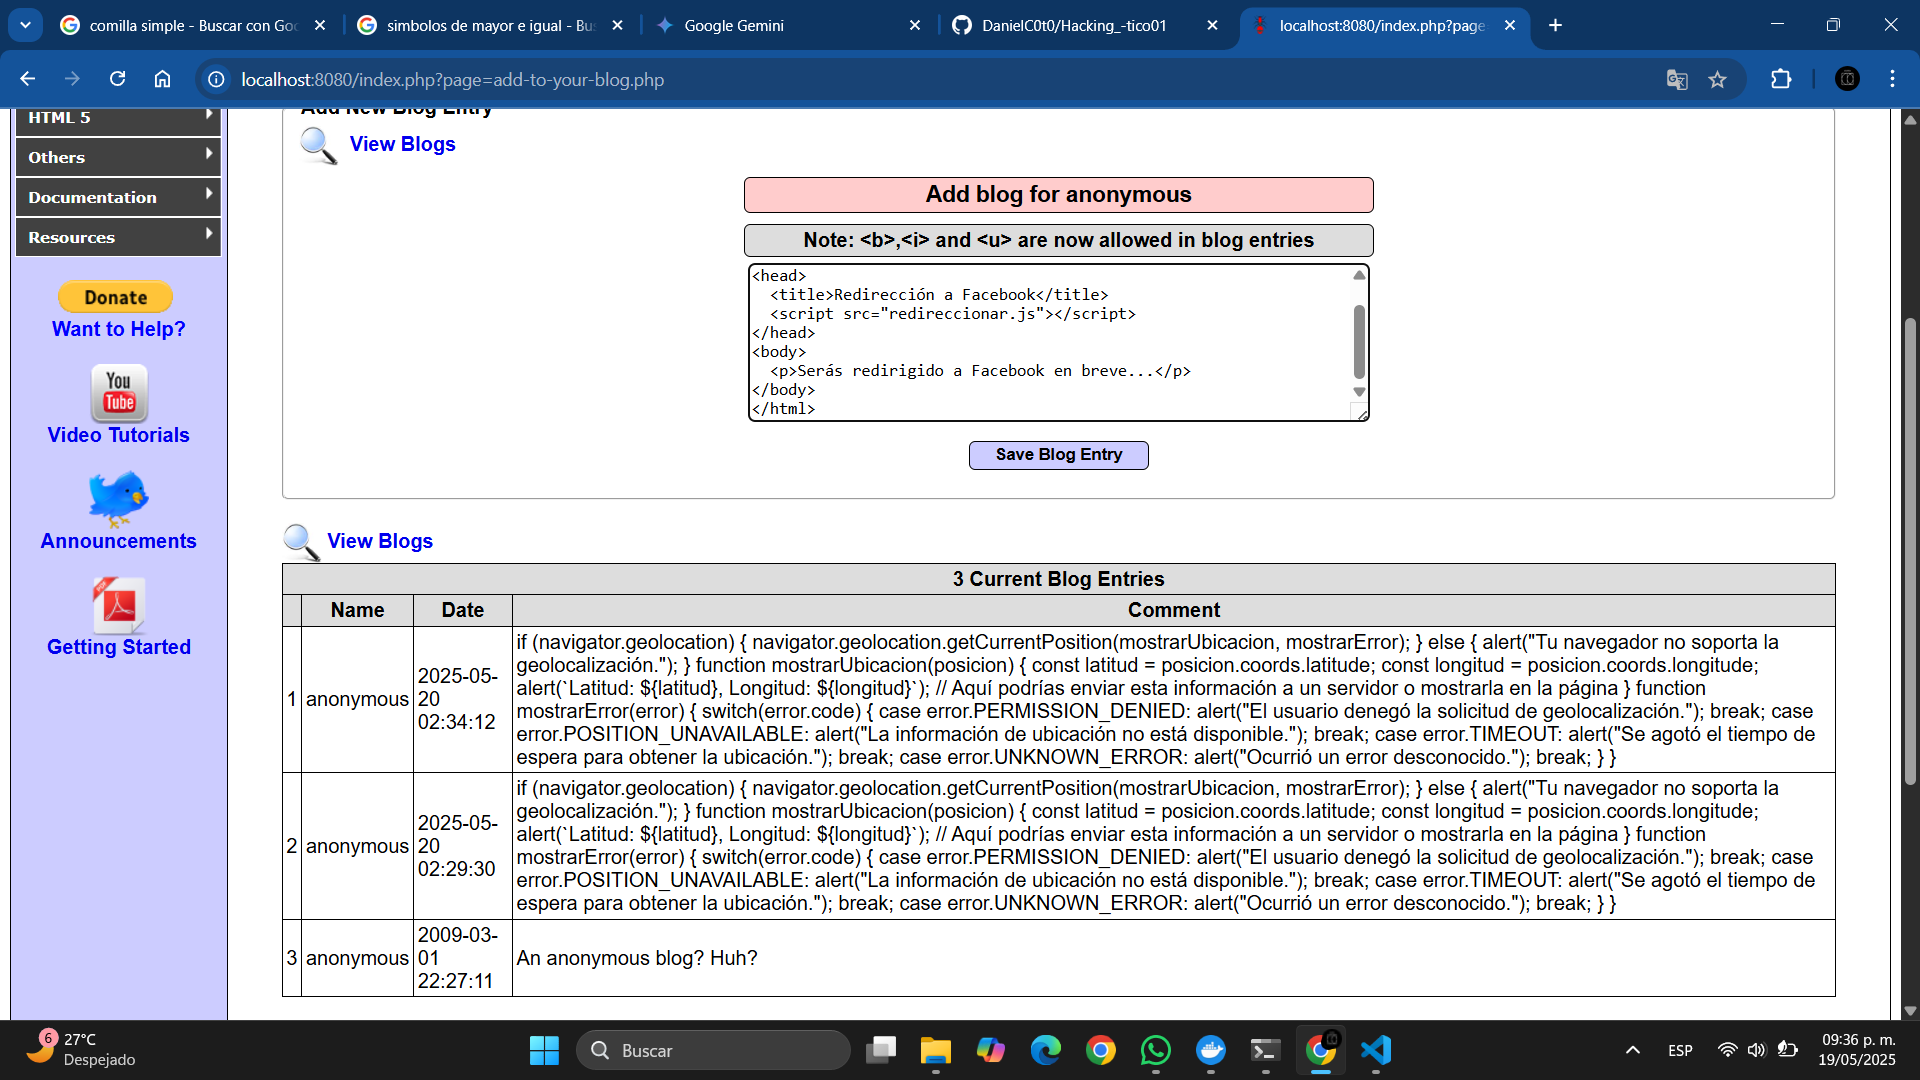 comilla simple - Buscar con Goo
simbolos de mayor e igual - Bus
Google Gemini
DanielC0t0/Hacking_-tico01
localhost:8080/index.php?page
localhost:8080/index.php?page=add-to-your-blog.php
HTML 5
Others
Documentation
Resources
Donate
Want to Help?
You
Tube
Video Tutorials
Announcements
Getting Started
Add New Blog Entry
View Blogs
Add blog for anonymous
Note: <b>,<i> and <u> are now allowed in blog entries
<head>
<title>Redirección a Facebook</title>
<script src="redireccionar.js"></script>
</head>
<body>
<p>Serás redirigido a Facebook en breve...</p>
</body>
</html>
Save Blog Entry
View Blogs
3 Current Blog Entries
Name Date Comment
1 anonymous 2025-05-
20
02:34:12
if (navigator.geolocation) { navigator.geolocation.getCurrentPosition(mostrarUbicacion, mostrarError); } else { alert("Tu navegador no soporta la
geolocalización."); } function mostrarUbicacion(posicion) { const latitud = posicion.coords.latitude; const longitud = posicion.coords.longitude;
alert(`Latitud: ${latitud}, Longitud: ${longitud}`); // Aquí podrías enviar esta información a un servidor o mostrarla en la página } function
mostrarError(error) { switch(error.code) { case error.PERMISSION_DENIED: alert("El usuario denegó la solicitud de geolocalización."); break; case
error.POSITION_UNAVAILABLE: alert("La información de ubicación no está disponible."); break; case error.TIMEOUT: alert("Se agotó el tiempo de
espera para obtener la ubicación."); break; case error.UNKNOWN_ERROR: alert("Ocurrió un error desconocido."); break; } }
2 anonymous 2025-05-
20
02:29:30
if (navigator.geolocation) { navigator.geolocation.getCurrentPosition(mostrarUbicacion, mostrarError); } else { alert("Tu navegador no soporta la
geolocalización."); } function mostrarUbicacion(posicion) { const latitud = posicion.coords.latitude; const longitud = posicion.coords.longitude;
alert(`Latitud: ${latitud}, Longitud: ${longitud}`); // Aquí podrías enviar esta información a un servidor o mostrarla en la página } function
mostrarError(error) { switch(error.code) { case error.PERMISSION_DENIED: alert("El usuario denegó la solicitud de geolocalización."); break; case
error.POSITION_UNAVAILABLE: alert("La información de ubicación no está disponible."); break; case error.TIMEOUT: alert("Se agotó el tiempo de
espera para obtener la ubicación."); break; case error.UNKNOWN_ERROR: alert("Ocurrió un error desconocido."); break; } }
3 anonymous 2009-03-
01
22:27:11
An anonymous blog? Huh?
6
27°C
Despejado
Buscar
ESP
09:36 p. m.
19/05/2025